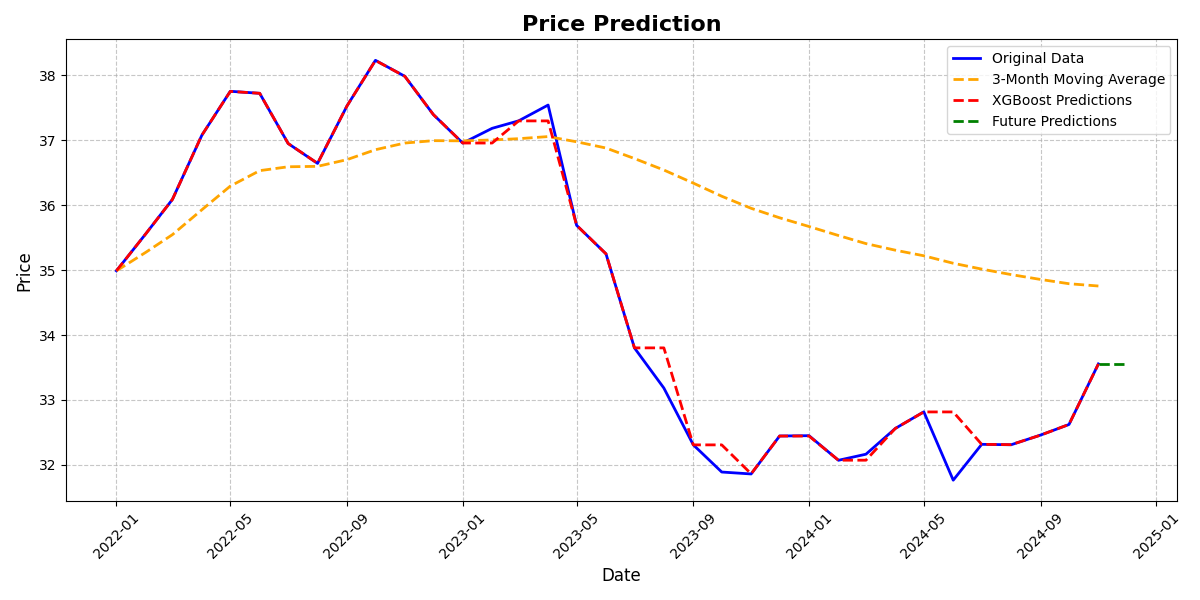 Price Prediction
Original Data
3-Month Moving Average
XGBoost Predictions
Future Predictions
Price
38
37
36
35
34
33
32
2022-01
2022-05
2022-09
2023-01
2023-05
2023-09
2024-01
2024-05
2024-09
2025-01
Date